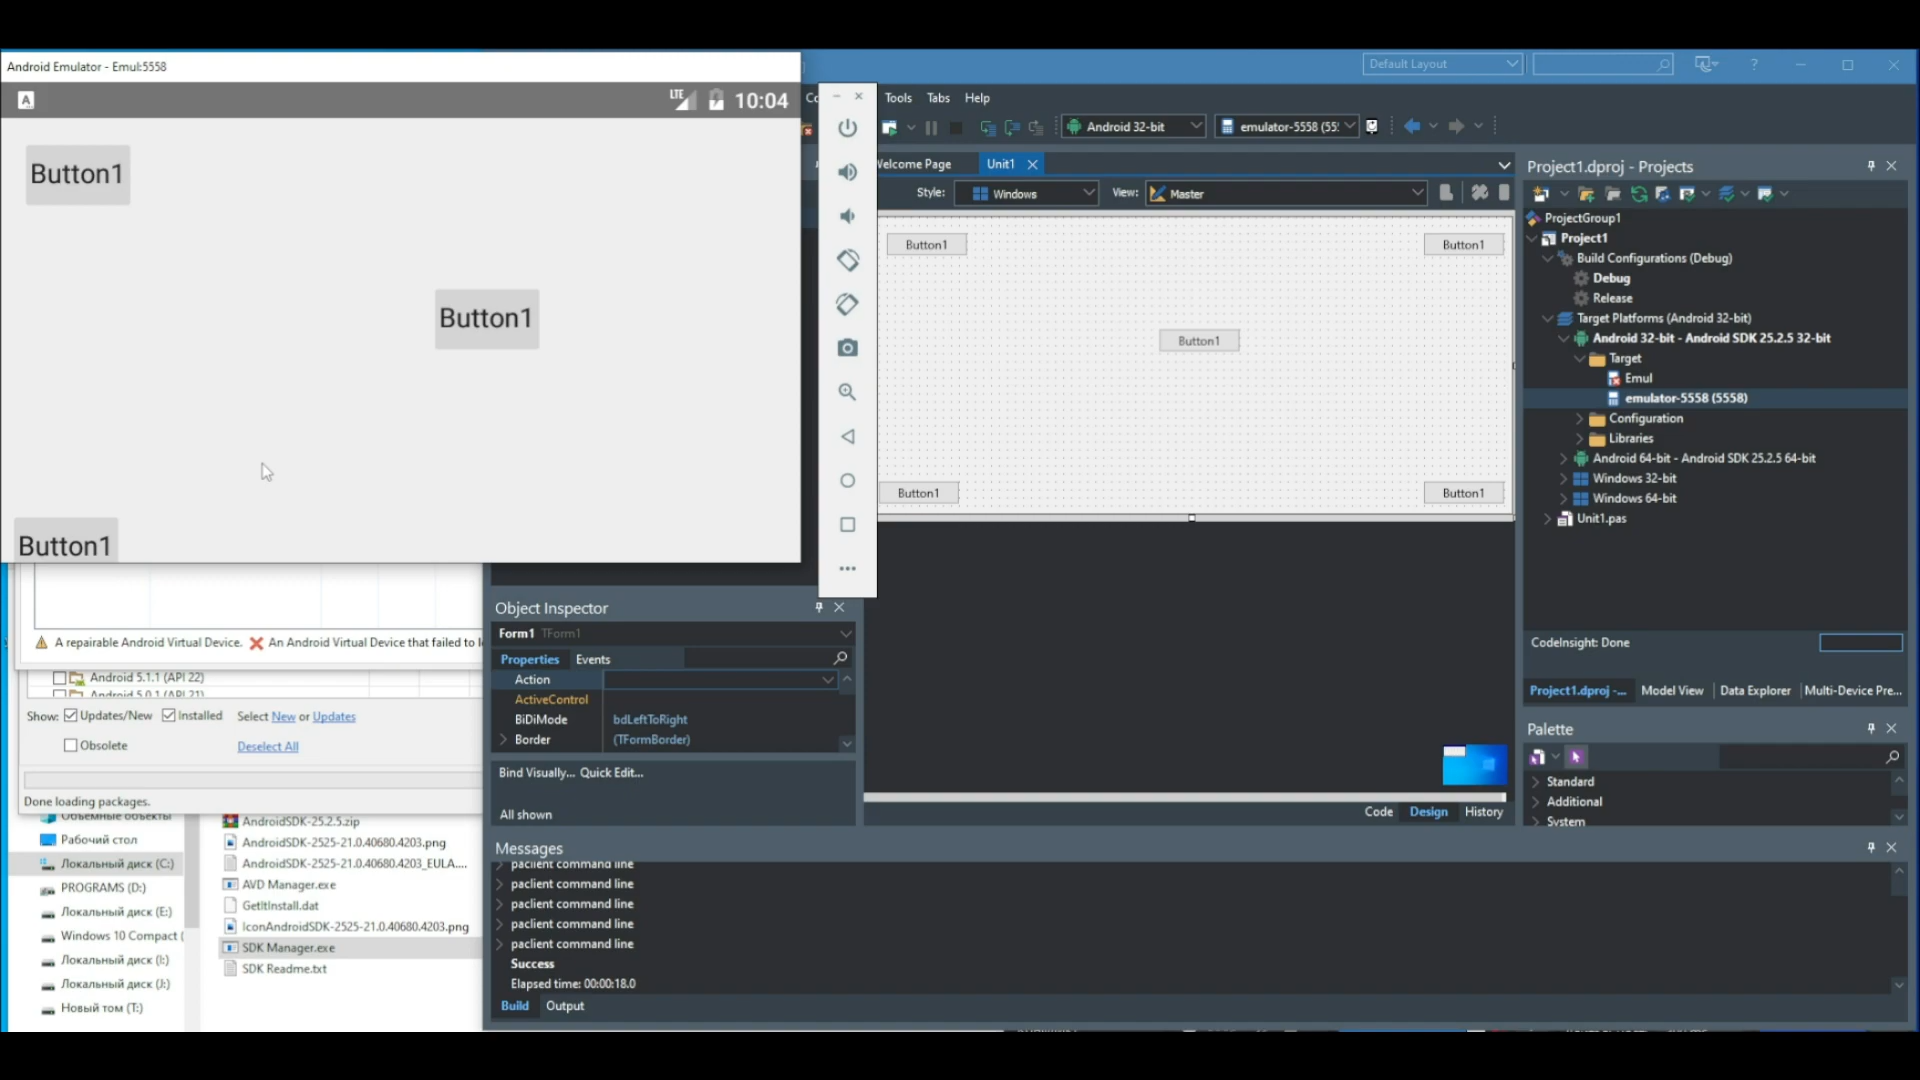 Android Emulator - Emul:5558
Default Layout
LTE
10:04
Tools Tabs Help
Android 32-bit
emulator-5558 (55:
Button1
Button1
Button1
Welcome Page
Unit1
Style:
Windows
View:
Master
Button1
Button1
Button1
Button1
Button1
Project1.dproj - Projects
ProjectGroup1
Project1
Build Configurations (Debug)
Debug
Release
Target Platforms (Android 32-bit)
Android 32-bit - Android SDK 25.2.5 32-bit
Target
Emul
emulator-5558 (5558)
Configuration
Libraries
Android 64-bit - Android SDK 25.2.5 64-bit
Windows 32-bit
Windows 64-bit
Unit1.pas
CodeInsight: Done
Project1.dproj -... Model View Data Explorer Multi-Device Pre...
Palette
Standard
Additional
System
Object Inspector
Form1 TForm1
Properties Events
Action
ActiveControl
BiDiMode bdLeftToRight
Border (TFormBorder)
Bind Visually... Quick Edit...
All shown
Code Design History
A repairable Android Virtual Device. An Android Virtual Device that failed to
Android 5.1.1 (API 22)
Android 5.0.1 (API 21)
Show: Updates/New Installed Select New or Updates
Obsolete Deselect All
Done loading packages.
Объемные объекты
Рабочий стол
Локальный диск (C:)
PROGRAMS (D:)
Локальный диск (E:)
Windows 10 Compact (
Локальный диск (I:)
Локальный диск (J:)
Новый том (T:)
AndroidSDK-25.2.5.zip
AndroidSDK-2525-21.0.40680.4203.png
AndroidSDK-2525-21.0.40680.4203_EULA....
AVD Manager.exe
GetItInstall.dat
IconAndroidSDK-2525-21.0.40680.4203.png
SDK Manager.exe
SDK Readme.txt
Messages
paclient command line
paclient command line
paclient command line
paclient command line
paclient command line
Success
Elapsed time: 00:00:18.0
Build Output